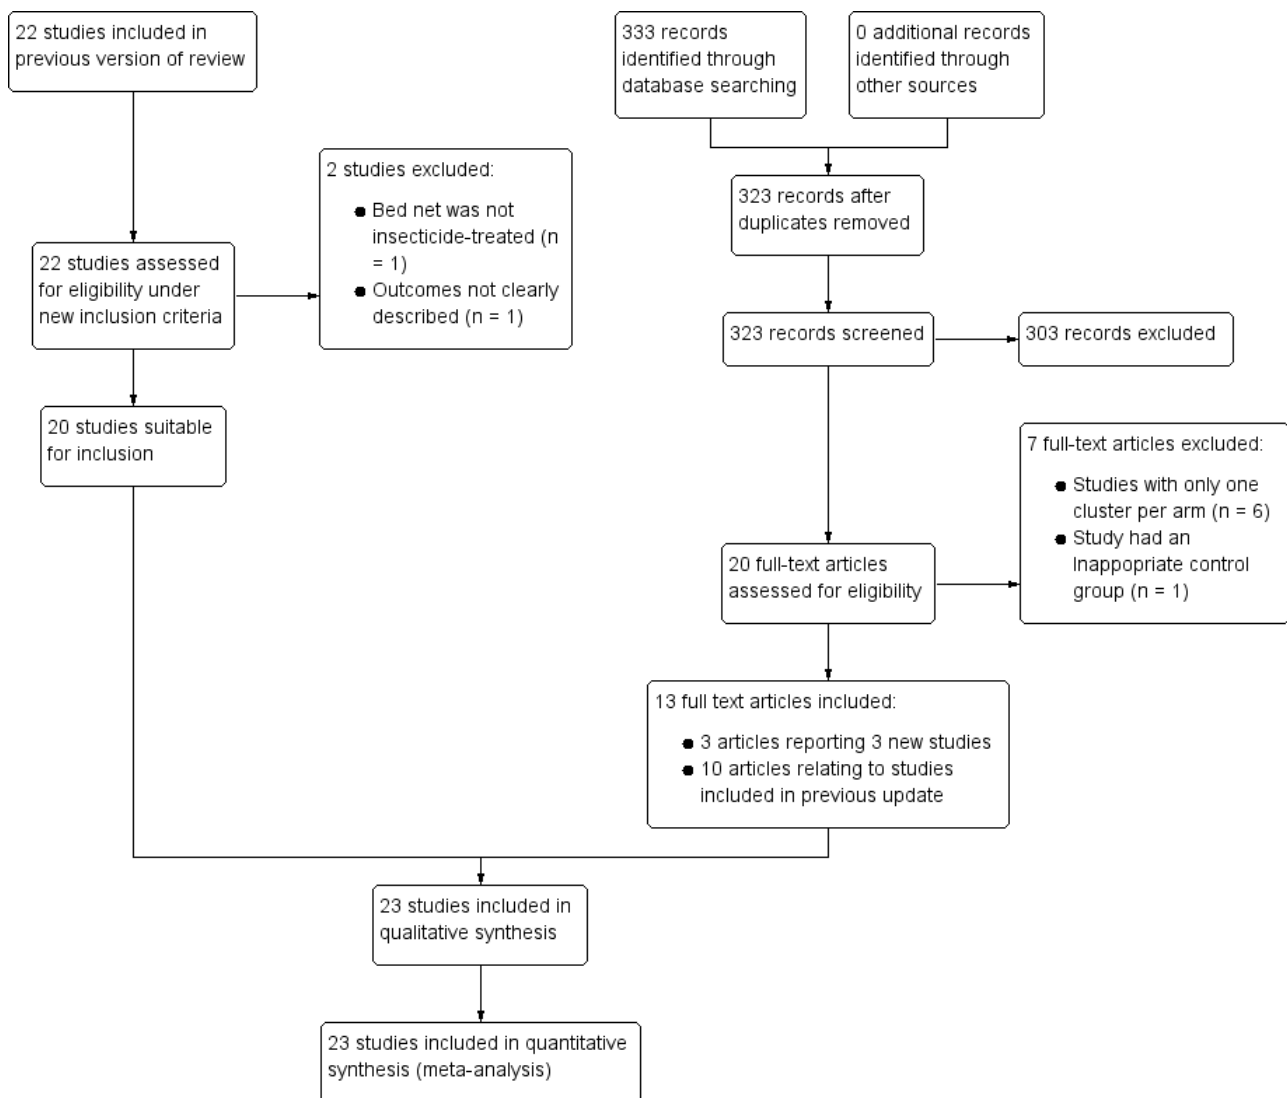 22 studies included in
previous version of review
333 records
identified through
database searching
0 additional records
identified through
other sources
2 studies excluded:
● Bed net was not
insecticide-treated (n
= 1)
● Outcomes not clearly
described (n = 1)
323 records after
duplicates removed
22 studies assessed
for eligibility under
new inclusion criteria
323 records screened
303 records excluded
20 studies suitable
for inclusion
7 full-text articles excluded:
● Studies with only one
cluster per arm (n = 6)
● Study had an
Inappopriate control
group (n = 1)
20 full-text articles
assessed for eligibility
13 full text articles included:
● 3 articles reporting 3 new studies
● 10 articles relating to studies
included in previous update
23 studies included in
qualitative synthesis
23 studies included in quantitative
synthesis (meta-analysis)